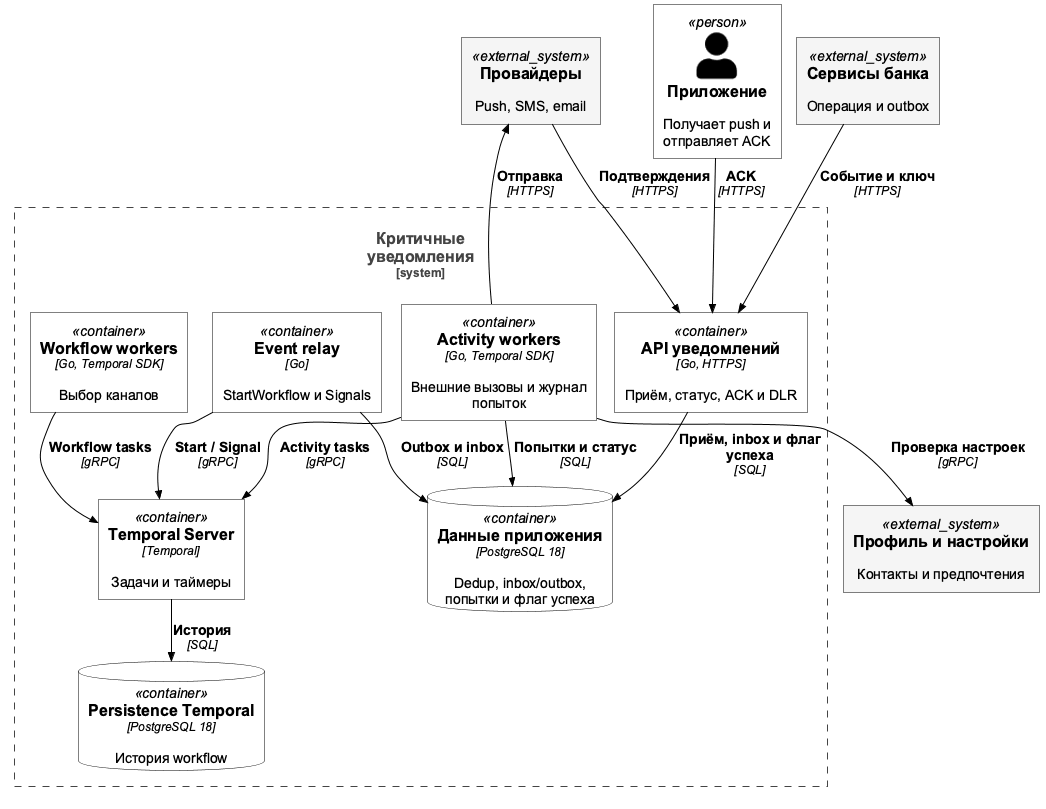 «person»
Приложение
Получает push и
отправляет ACK
«external_system»
Провайдеры
Push, SMS, email
«external_system»
Сервисы банка
Операция и outbox
Отправка
[HTTPS]
Подтверждения
[HTTPS]
ACK
[HTTPS]
Событие и ключ
[HTTPS]
Критичные
уведомления
[system]
«container»
Workflow workers
[Go, Temporal SDK]
Выбор каналов
«container»
Event relay
[Go]
StartWorkflow и Signals
«container»
Activity workers
[Go, Temporal SDK]
Внешние вызовы и журнал
попыток
«container»
API уведомлений
[Go, HTTPS]
Приём, статус, ACK и DLR
Workflow tasks
[gRPC]
Start / Signal
[gRPC]
Activity tasks
[gRPC]
Outbox и inbox
[SQL]
Попытки и статус
[SQL]
Приём, inbox и флаг
успеха
[SQL]
Проверка настроек
[gRPC]
«container»
Temporal Server
[Temporal]
Задачи и таймеры
«container»
Данные приложения
[PostgreSQL 18]
Dedup, inbox/outbox,
попытки и флаг успеха
«external_system»
Профиль и настройки
Контакты и предпочтения
История
[SQL]
«container»
Persistence Temporal
[PostgreSQL 18]
История workflow